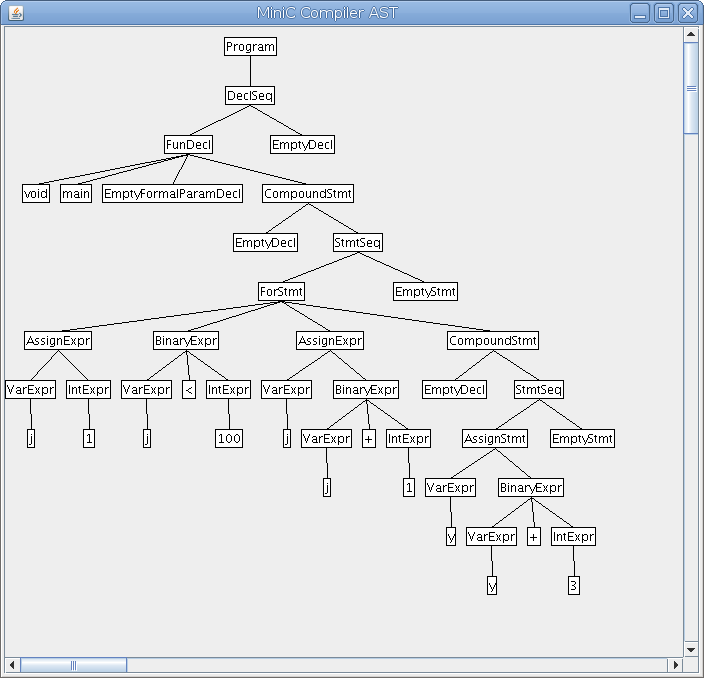 MiniC Compiler AST
Program
DeclSeq
FunDecl EmptyDecl
void main EmptyFormalParamDecl CompoundStmt
EmptyDecl StmtSeq
ForStmt EmptyStmt
AssignExpr BinaryExpr AssignExpr CompoundStmt
VarExpr IntExpr VarExpr < IntExpr VarExpr BinaryExpr EmptyDecl StmtSeq
j 1 j 100 j VarExpr + IntExpr AssignStmt EmptyStmt
j 1 VarExpr BinaryExpr
y VarExpr + IntExpr
y 3